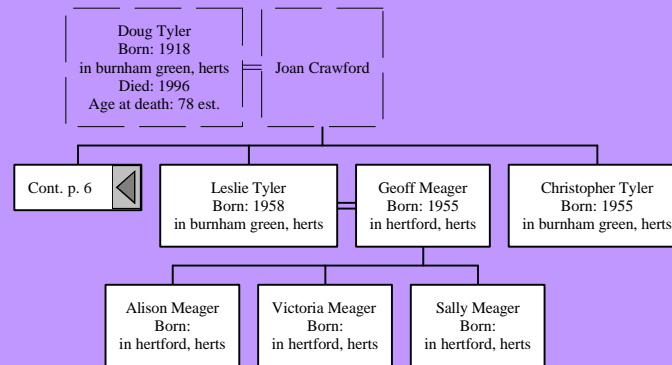 Doug Tyler
Born: 1918
in burnham green, herts
Died: 1996
Age at death: 78 est.
Joan Crawford
Cont. p. 6
Leslie Tyler
Born: 1958
in burnham green, herts
Geoff Meager
Born: 1955
in hertford, herts
Christopher Tyler
Born: 1955
in burnham green, herts
Alison Meager
Born:
in hertford, herts
Victoria Meager
Born:
in hertford, herts
Sally Meager
Born:
in hertford, herts